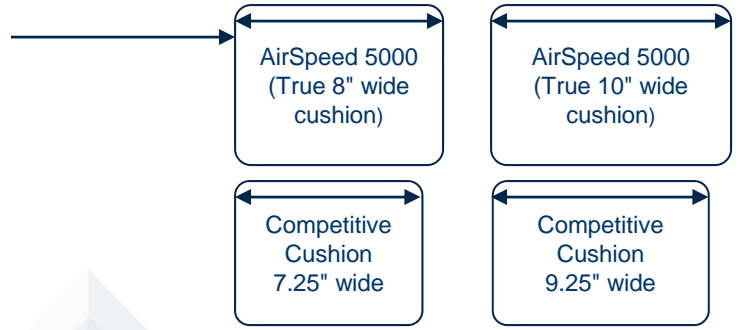 AirSpeed 5000
(True 8" wide
cushion)
AirSpeed 5000
(True 10" wide
cushion)
Competitive
Cushion
7.25" wide
Competitive
Cushion
9.25" wide